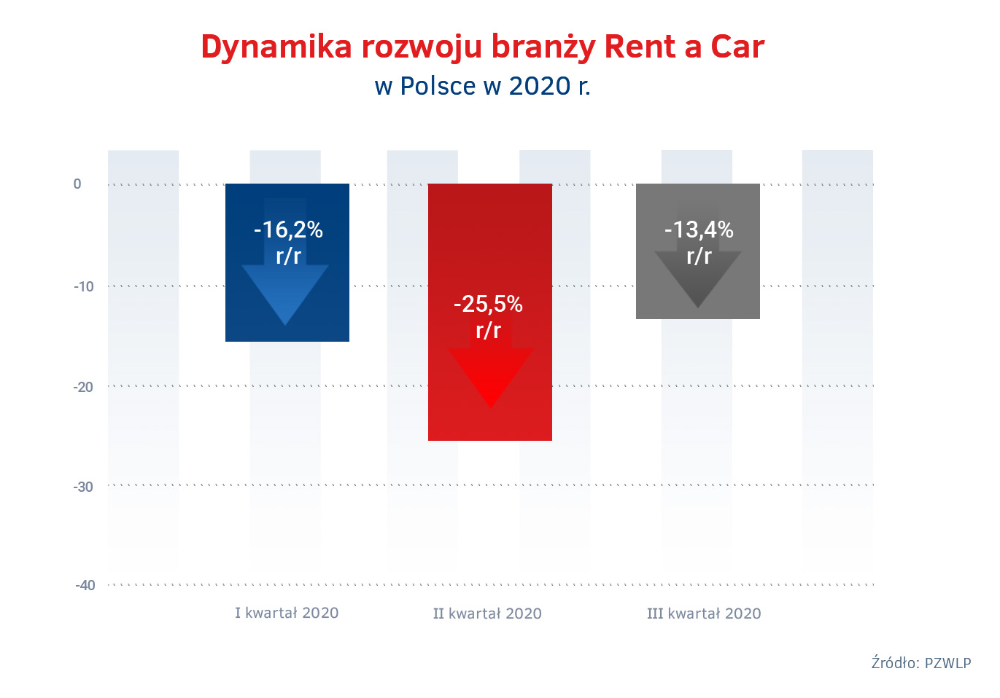 Dynamika rozwoju branży Rent a Car
w Polsce w 2020 r.
0
-10
-20
-30
-40
-16,2%
r/r
-25,5%
r/r
-13,4%
r/r
I kwartał 2020
II kwartał 2020
III kwartał 2020
Źródło: PZWLP